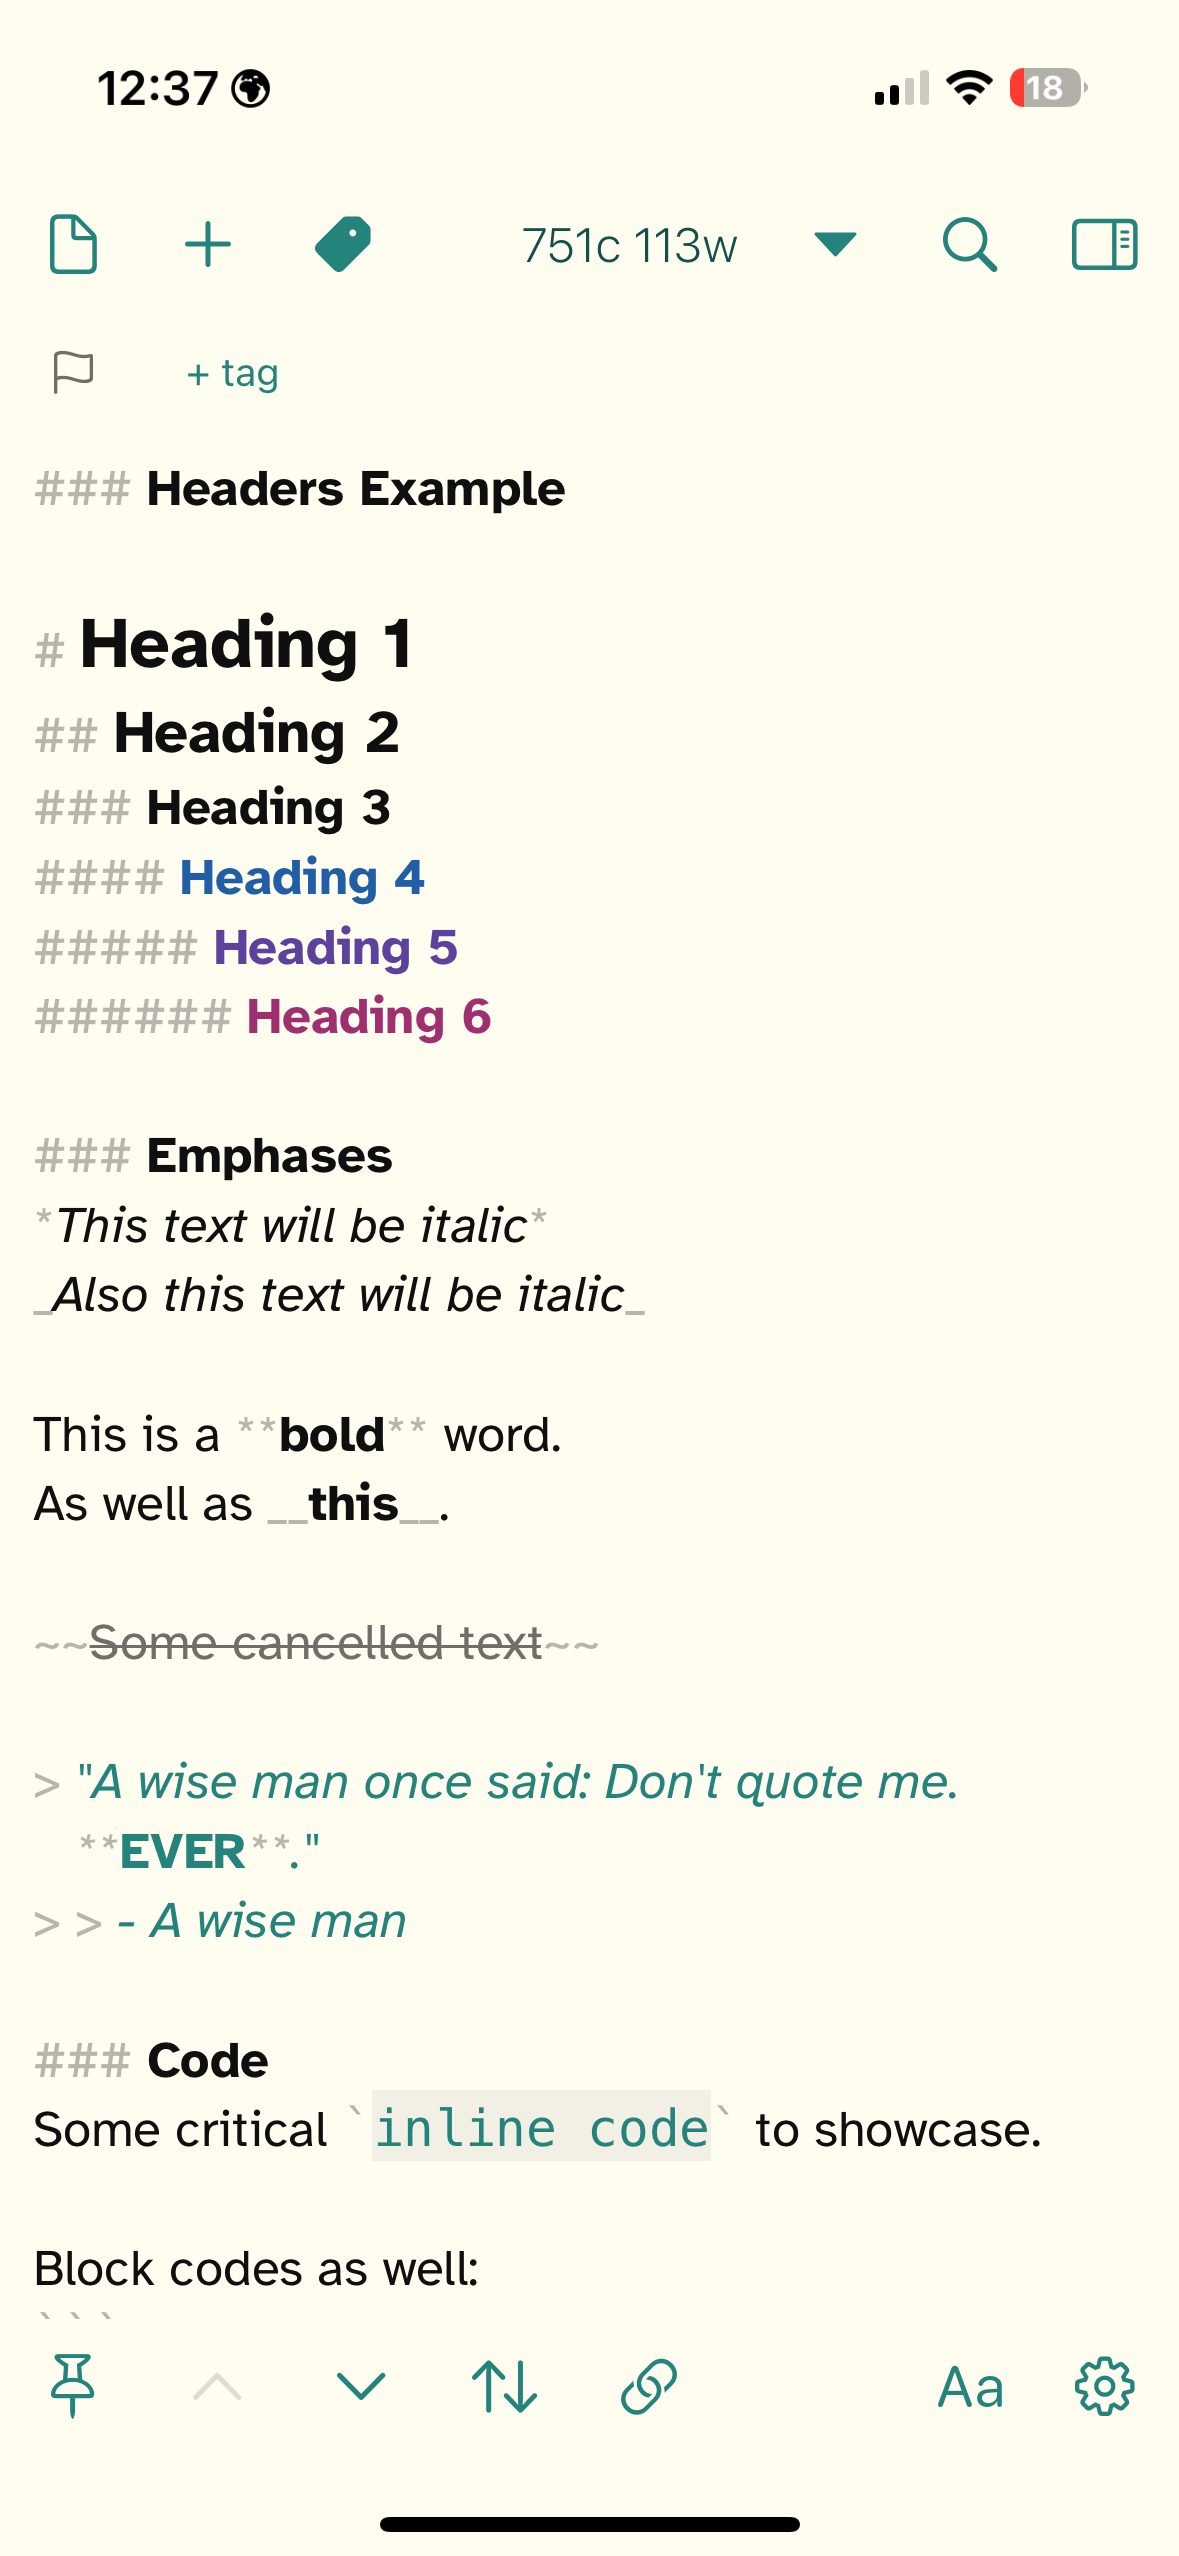 12:37
18
751c 113w
+ tag
### Headers Example
# Heading 1
## Heading 2
### Heading 3
#### Heading 4
##### Heading 5
###### Heading 6
### Emphases
*This text will be italic*
_Also this text will be italic_
This is a **bold** word.
As well as __this__.
~~Some cancelled text~~
> "A wise man once said: Don't quote me.
**EVER**."
> > - A wise man
### Code
Some critical `inline code` to showcase.
Block codes as well:
```
Aa